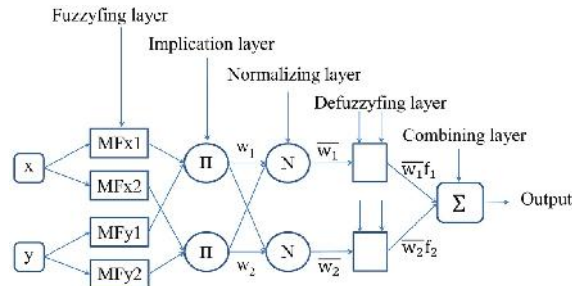 Fuzzyfing layer
Implication layer
Normalizing layer
Defuzzyfing layer
Combining layer
x
MFx1
MFx2
y
MFy1
MFy2
Π
Π
w₁
w₂
N
N
w̅₁
w̅₂
w̅₁f₁
w̅₂f₂
Σ
Output